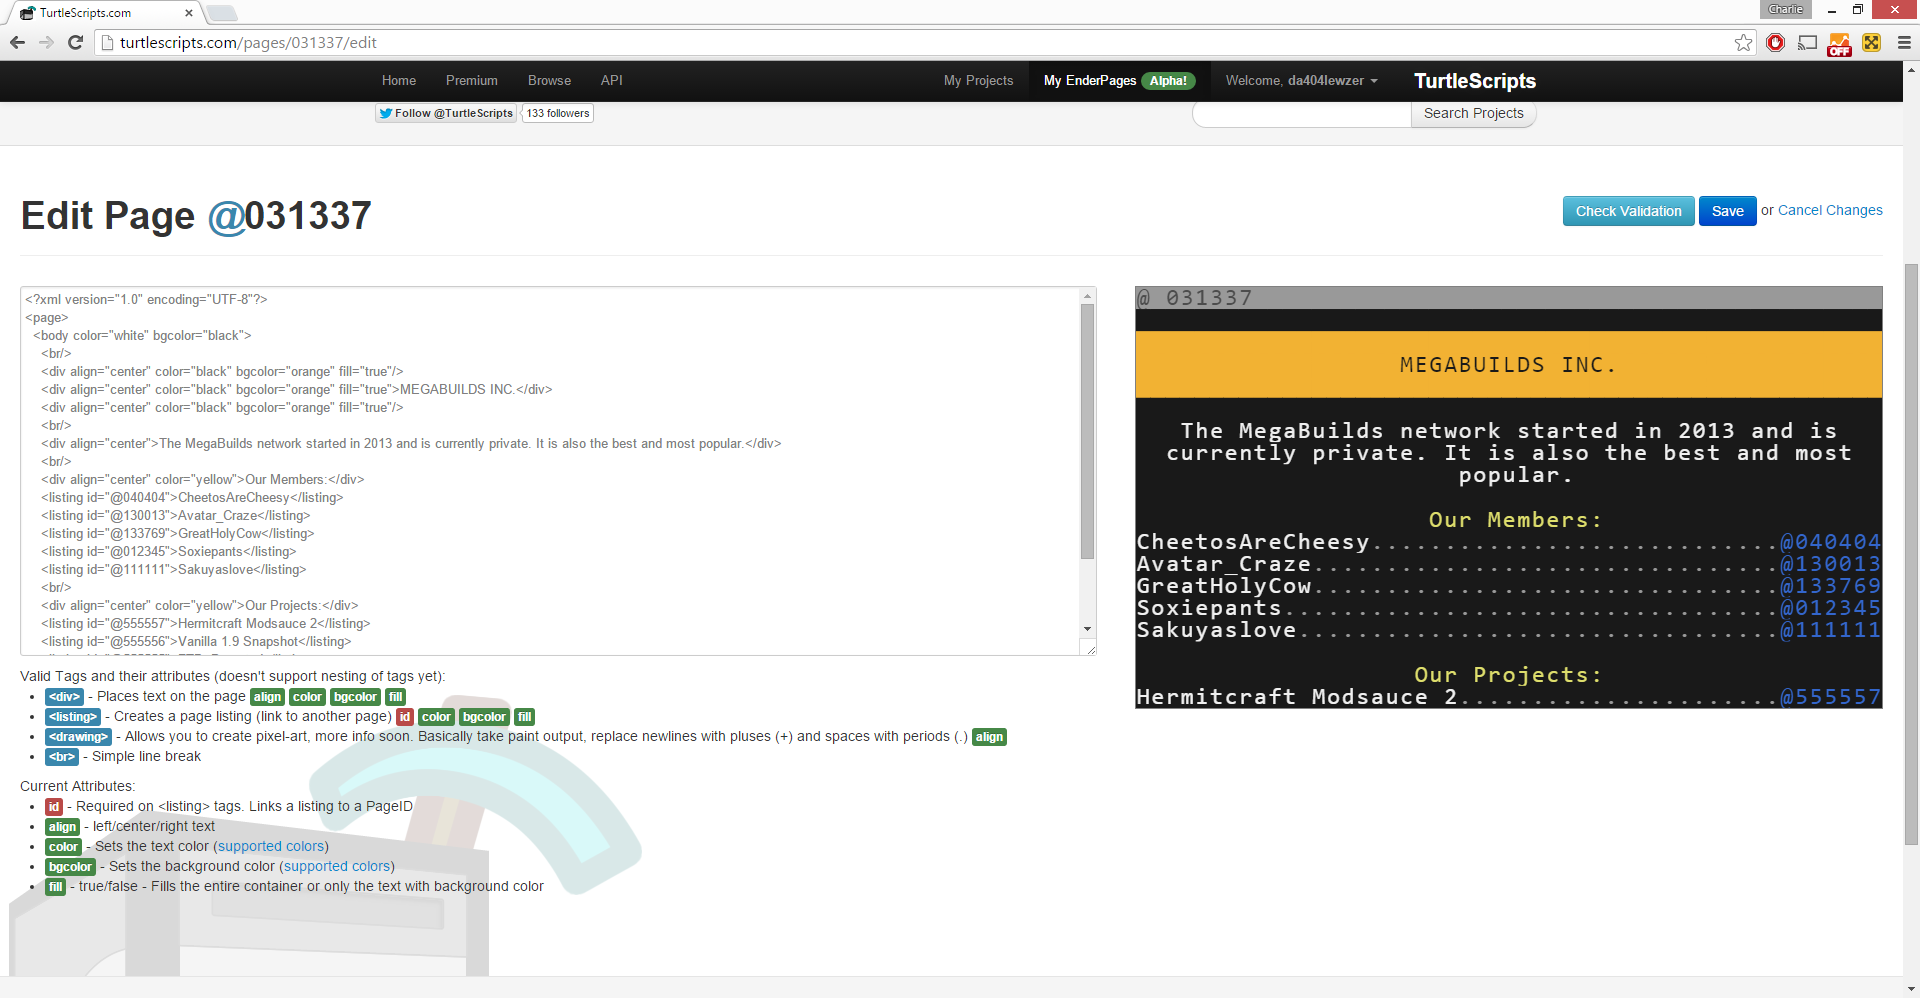 TurtleScripts.com
Charlie
turtlescripts.com/pages/031337/edit
OFF
Home Premium Browse API My Projects My EnderPages Alpha! Welcome, da404lewzer TurtleScripts
Follow @TurtleScripts 133 followers Search Projects
Edit Page @031337
Check Validation Save or Cancel Changes
<?xml version="1.0" encoding="UTF-8"?>
<page>
<body color="white" bgcolor="black">
<br/>
<div align="center" color="black" bgcolor="orange" fill="true"/>
<div align="center" color="black" bgcolor="orange" fill="true">MEGABUILDS INC.</div>
<div align="center" color="black" bgcolor="orange" fill="true"/>
<br/>
<div align="center">The MegaBuilds network started in 2013 and is currently private. It is also the best and most popular.</div>
<br/>
<div align="center" color="yellow">Our Members:</div>
<listing id="@040404">CheetosAreCheesy</listing>
<listing id="@130013">Avatar_Craze</listing>
<listing id="@133769">GreatHolyCow</listing>
<listing id="@012345">Soxiepants</listing>
<listing id="@111111">Sakuyaslove</listing>
<br/>
<div align="center" color="yellow">Our Projects:</div>
<listing id="@555557">Hermitcraft Modsauce 2</listing>
<listing id="@555556">Vanilla 1.9 Snapshot</listing>
@ 031337
MEGABUILDS INC.
The MegaBuilds network started in 2013 and is
currently private. It is also the best and most
popular.
Our Members:
CheetosAreCheesy............................@040404
Avatar_Craze................................@130013
GreatHolyCow................................@133769
Soxiepants..................................@012345
Sakuyaslove.................................@111111
Our Projects:
Hermitcraft Modsauce 2......................@555557
Valid Tags and their attributes (doesn't support nesting of tags yet):
• <div> - Places text on the page align color bgcolor fill
• <listing> - Creates a page listing (link to another page) id color bgcolor fill
• <drawing> - Allows you to create pixel-art, more info soon. Basically take paint output, replace newlines with pluses (+) and spaces with periods (.) align
• <br> - Simple line break
Current Attributes:
• id - Required on <listing> tags. Links a listing to a PageID
• align - left/center/right text
• color - Sets the text color (supported colors)
• bgcolor - Sets the background color (supported colors)
• fill - true/false - Fills the entire container or only the text with background color